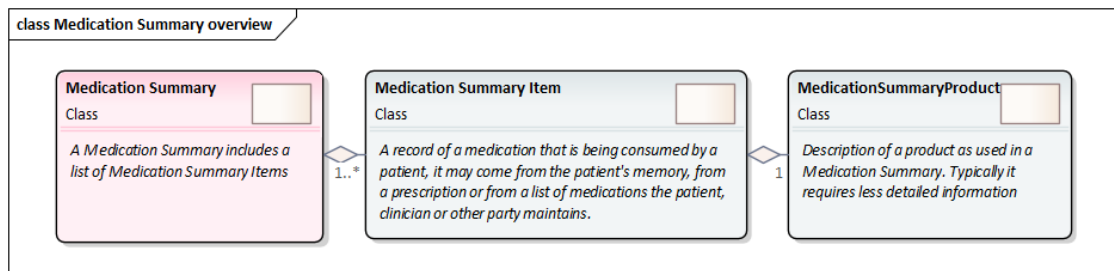 class Medication Summary overview
Medication Summary
Class
A Medication Summary includes a
list of Medication Summary Items
1..*
Medication Summary Item
Class
A record of a medication that is being consumed by a
patient, it may come from the patient's memory, from
a prescription or from a list of medications the patient,
clinician or other party maintains.
1
MedicationSummaryProduct
Class
Description of a product as used in a
Medication Summary. Typically it
requires less detailed information